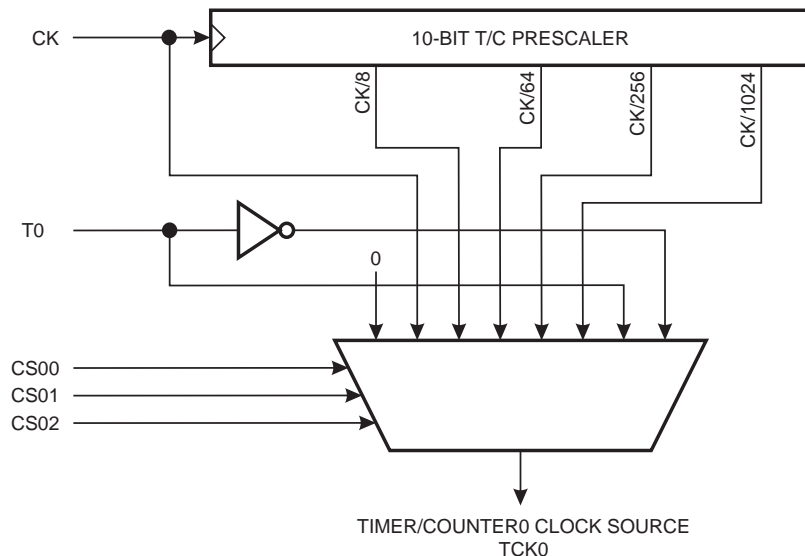 CK
10-BIT T/C PRESCALER
CK/8
CK/64
CK/256
CK/1024
T0
0
CS00
CS01
CS02
TIMER/COUNTER0 CLOCK SOURCE
TCK0